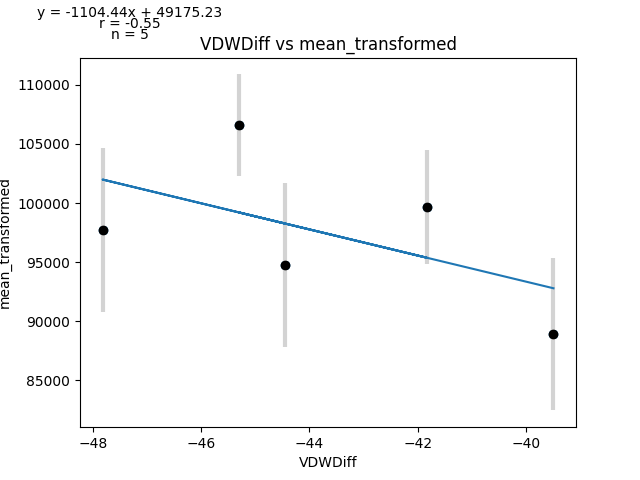 y = -1104.44x + 49175.23
r = -0.55
n = 5
VDWDiff vs mean_transformed
110000
105000
100000
95000
90000
85000
mean_transformed
−48
−46
−44
−42
−40
VDWDiff